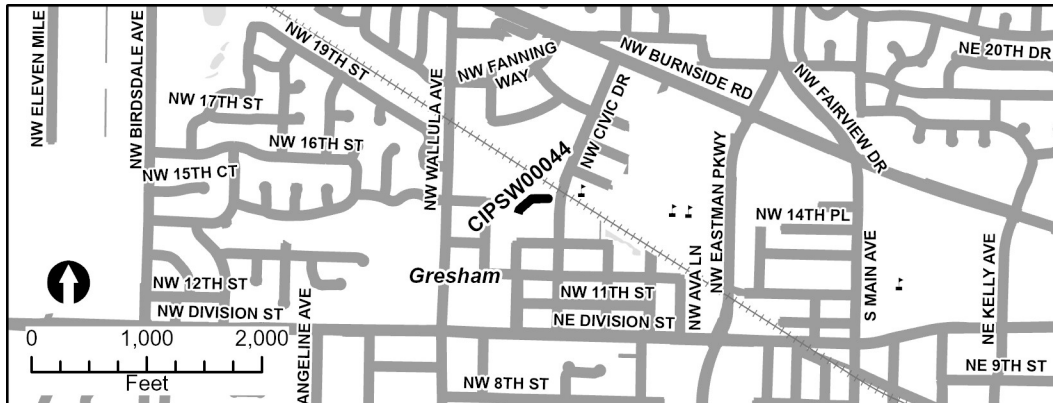 NW ELEVEN MILE
NW BIRDSDALE AVE
NW 19TH ST
NW WALLULA AVE
NW FANNING
WAY
NW CIVIC DR
NW BURNSIDE RD
NW FAIRVIEW DR
NE 20TH DR
NW 17TH ST
NW 16TH ST
NW 15TH CT
CIPSW00044
NW EASTMAN PKWY
NW 14TH PL
S MAIN AVE
NE KELLY AVE
Gresham
NW 12TH ST
NW 11TH ST
NW AVA LN
NW DIVISION ST
NE DIVISION ST
ANGELINE AVE
0 1,000 2,000
Feet
NW 8TH ST
NE 9TH ST